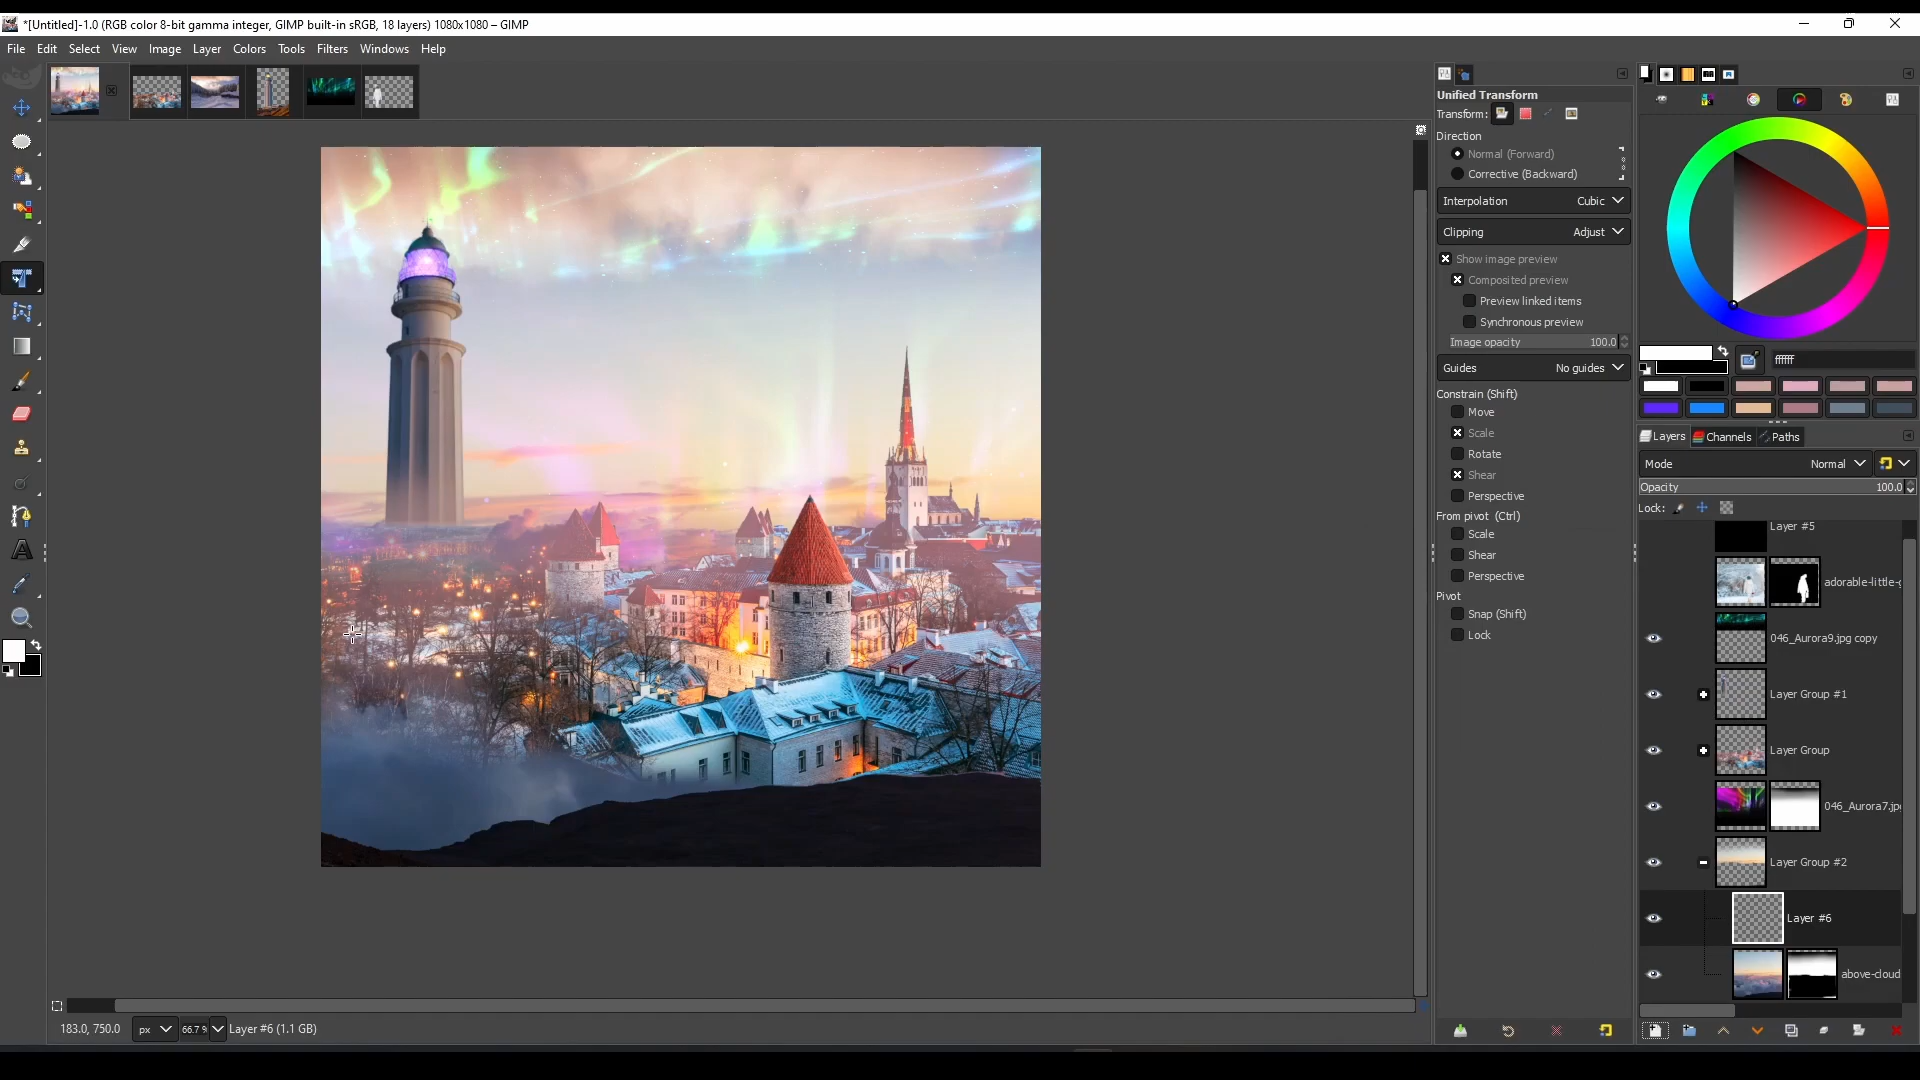 *[Untitled]-1.0 (RGB color 8-bit gamma integer, GIMP built-in sRGB, 18 layers) 1080x1080 – GIMP
File Edit Select View Image Layer Colors Tools Filters Windows Help
Unified Transform
Transform:
Direction
Normal (Forward)
Corrective (Backward)
Interpolation Cubic
Clipping Adjust
Show image preview
Composited preview
Preview linked items
Synchronous preview
Image opacity 100.0
Guides No guides
Constrain (Shift)
Move
Scale
Rotate
Shear
Perspective
From pivot (Ctrl)
Scale
Shear
Perspective
Pivot
Snap (Shift)
Lock
ffffff
Layers Channels Paths
Mode Normal
Opacity 100.0
Lock:
Layer #5
adorable-little-g
046_Aurora9.jpg copy
Layer Group #1
Layer Group
046_Aurora7.jp
Layer Group #2
Layer #6
above-cloud
183.0, 750.0 px 66.7 % Layer #6 (1.1 GB)